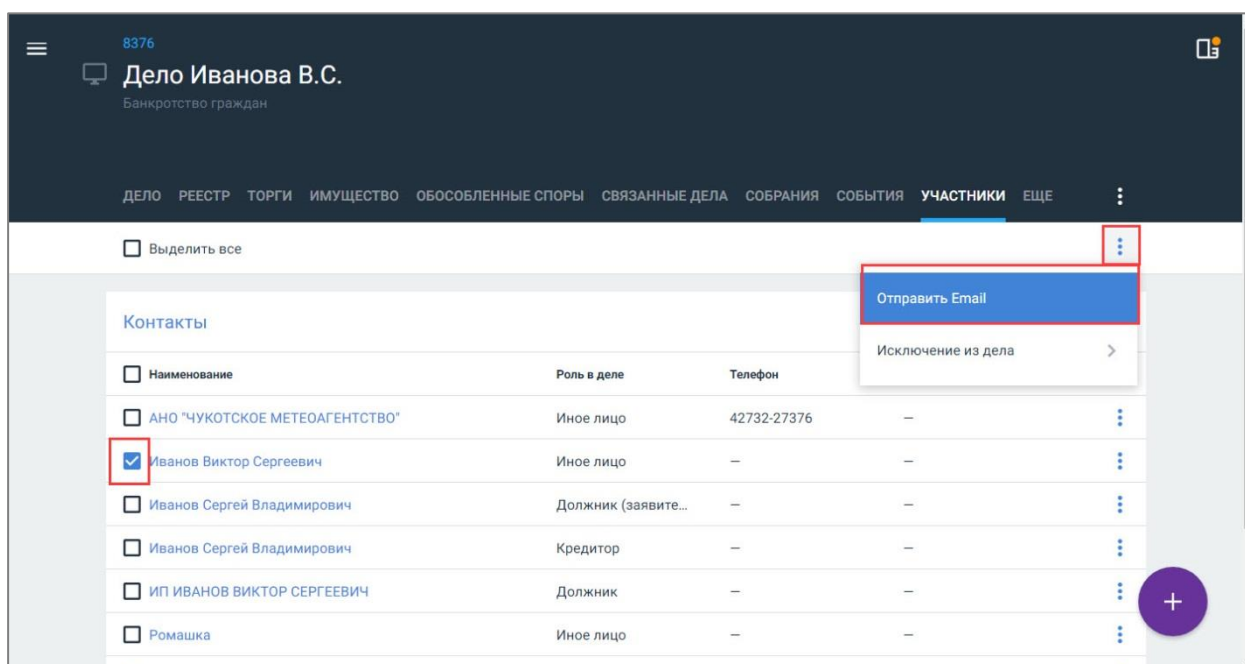 8376
Дело Иванова В.С.
Банкротство граждан
ДЕЛО РЕЕСТР ТОРГИ ИМУЩЕСТВО ОБОСОБЛЕННЫЕ СПОРЫ СВЯЗАННЫЕ ДЕЛА СОБРАНИЯ СОБЫТИЯ УЧАСТНИКИ ЕЩЕ
Выделить все
Отправить Email
Контакты
Исключение из дела
Наименование Роль в деле Телефон
АНО "ЧУКОТСКОЕ МЕТЕОАГЕНТСТВО" Иное лицо 42732-27376 —
Иванов Виктор Сергеевич Иное лицо — —
Иванов Сергей Владимирович Должник (заявите... — —
Иванов Сергей Владимирович Кредитор — —
ИП ИВАНОВ ВИКТОР СЕРГЕЕВИЧ Должник — —
Ромашка Иное лицо — —